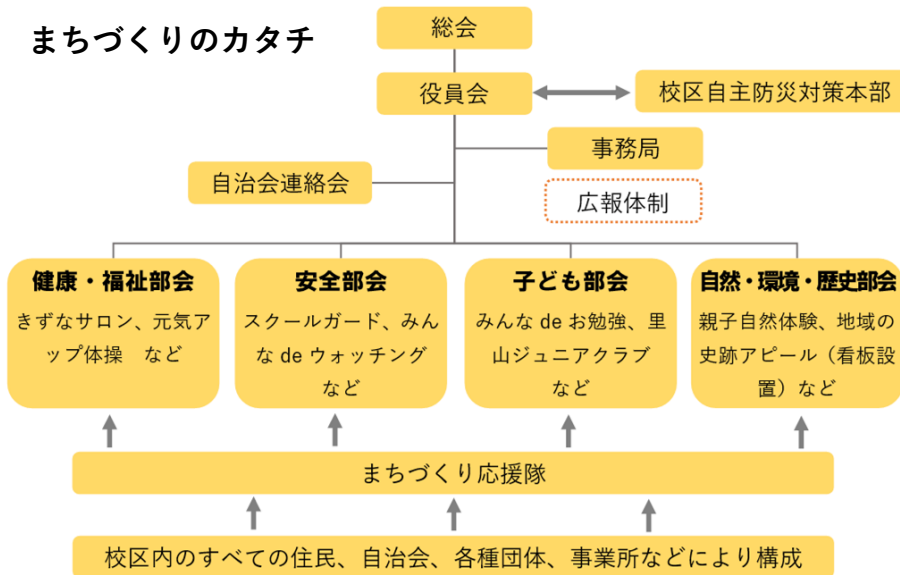 まちづくりのカタチ
総会
役員会
校区自主防災対策本部
事務局
自治会連絡会
広報体制
健康・福祉部会
きずなサロン、元気ア
ップ体操　など
安全部会
スクールガード、みん
な de ウォッチング
など
子ども部会
みんな de お勉強、里
山ジュニアクラブ
など
自然・環境・歴史部会
親子自然体験、地域の
史跡アピール（看板設
置）など
まちづくり応援隊
校区内のすべての住民、自治会、各種団体、事業所などにより構成